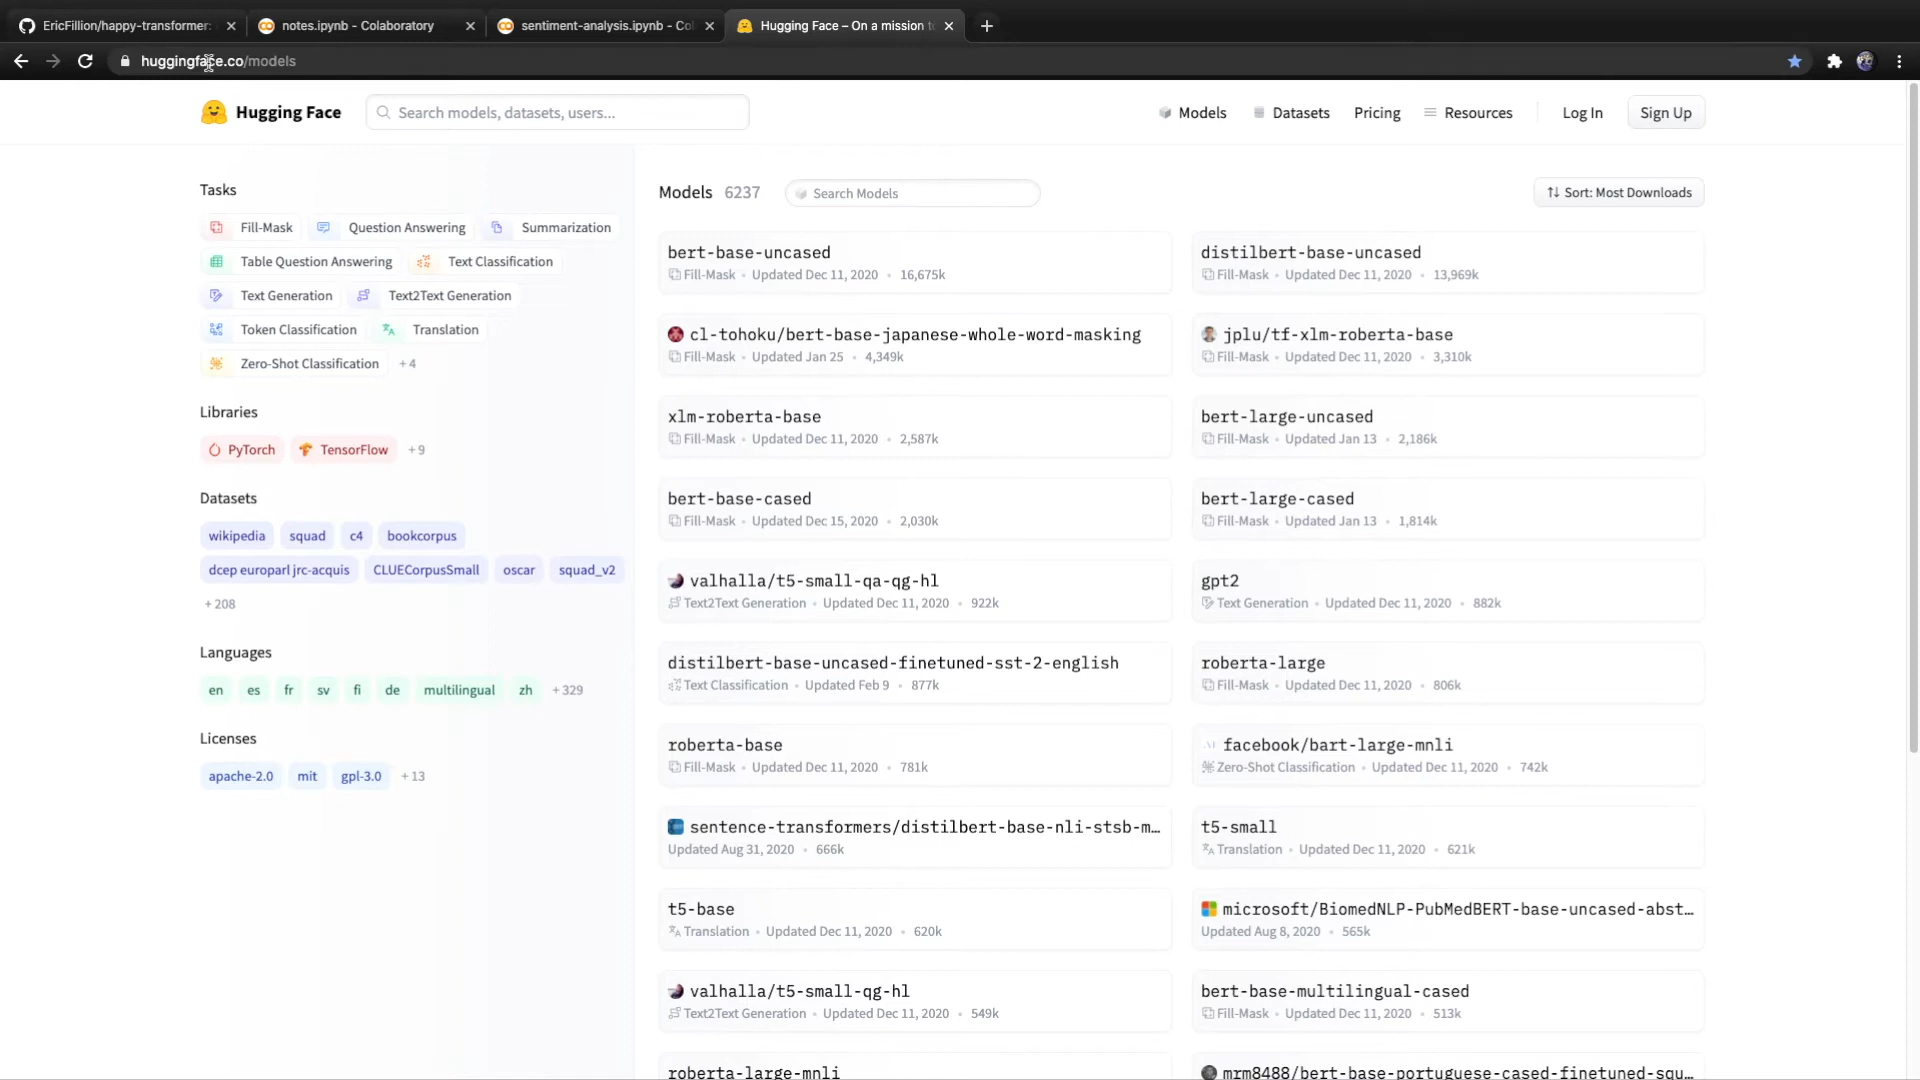 EricFillion/happy-transformer:
notes.ipynb - Colaboratory
sentiment-analysis.ipynb - Col
Hugging Face – On a mission to
huggingface.co/models
Hugging Face
Search models, datasets, users...
Models
Datasets
Pricing
Resources
Log In
Sign Up
Tasks
Fill-Mask
Question Answering
Summarization
Table Question Answering
Text Classification
Text Generation
Text2Text Generation
Token Classification
Translation
Zero-Shot Classification
+ 4
Libraries
PyTorch
TensorFlow
+ 9
Datasets
wikipedia
squad
c4
bookcorpus
dcep europarl jrc-acquis
CLUECorpusSmall
oscar
squad_v2
+ 208
Languages
en
es
fr
sv
fi
de
multilingual
zh
+ 329
Licenses
apache-2.0
mit
gpl-3.0
+ 13
Models 6237
Search Models
Sort: Most Downloads
bert-base-uncased
Fill-Mask • Updated Dec 11, 2020 • 16,675k
distilbert-base-uncased
Fill-Mask • Updated Dec 11, 2020 • 13,969k
cl-tohoku/bert-base-japanese-whole-word-masking
Fill-Mask • Updated Jan 25 • 4,349k
jplu/tf-xlm-roberta-base
Fill-Mask • Updated Dec 11, 2020 • 3,310k
xlm-roberta-base
Fill-Mask • Updated Dec 11, 2020 • 2,587k
bert-large-uncased
Fill-Mask • Updated Jan 13 • 2,186k
bert-base-cased
Fill-Mask • Updated Dec 15, 2020 • 2,030k
bert-large-cased
Fill-Mask • Updated Jan 13 • 1,814k
valhalla/t5-small-qa-qg-hl
Text2Text Generation • Updated Dec 11, 2020 • 922k
gpt2
Text Generation • Updated Dec 11, 2020 • 882k
distilbert-base-uncased-finetuned-sst-2-english
Text Classification • Updated Feb 9 • 877k
roberta-large
Fill-Mask • Updated Dec 11, 2020 • 806k
roberta-base
Fill-Mask • Updated Dec 11, 2020 • 781k
facebook/bart-large-mnli
Zero-Shot Classification • Updated Dec 11, 2020 • 742k
sentence-transformers/distilbert-base-nli-stsb-m…
Updated Aug 31, 2020 • 666k
t5-small
Translation • Updated Dec 11, 2020 • 621k
t5-base
Translation • Updated Dec 11, 2020 • 620k
microsoft/BiomedNLP-PubMedBERT-base-uncased-abst…
Updated Aug 8, 2020 • 565k
valhalla/t5-small-qg-hl
Text2Text Generation • Updated Dec 11, 2020 • 549k
bert-base-multilingual-cased
Fill-Mask • Updated Dec 11, 2020 • 513k
roberta-large-mnli
mrm8488/bert-base-portuguese-cased-finetuned-squ…